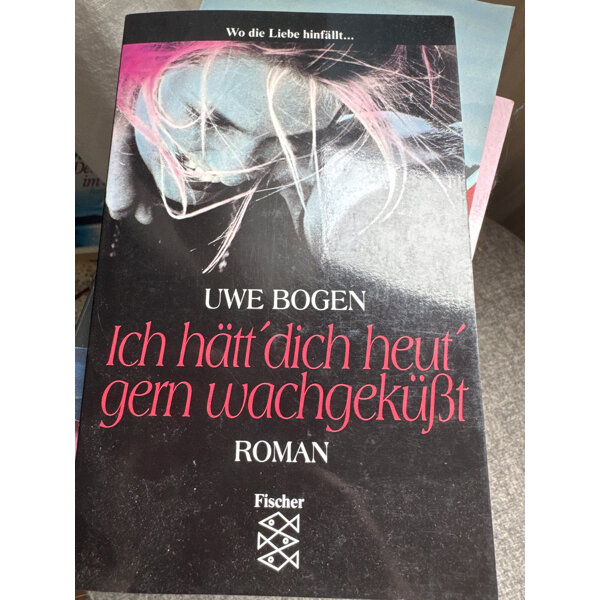 Wo die Liebe hinfällt...
UWE BOGEN
Ich hätt´dich heut´
gern wachgeküßt
ROMAN
Fischer